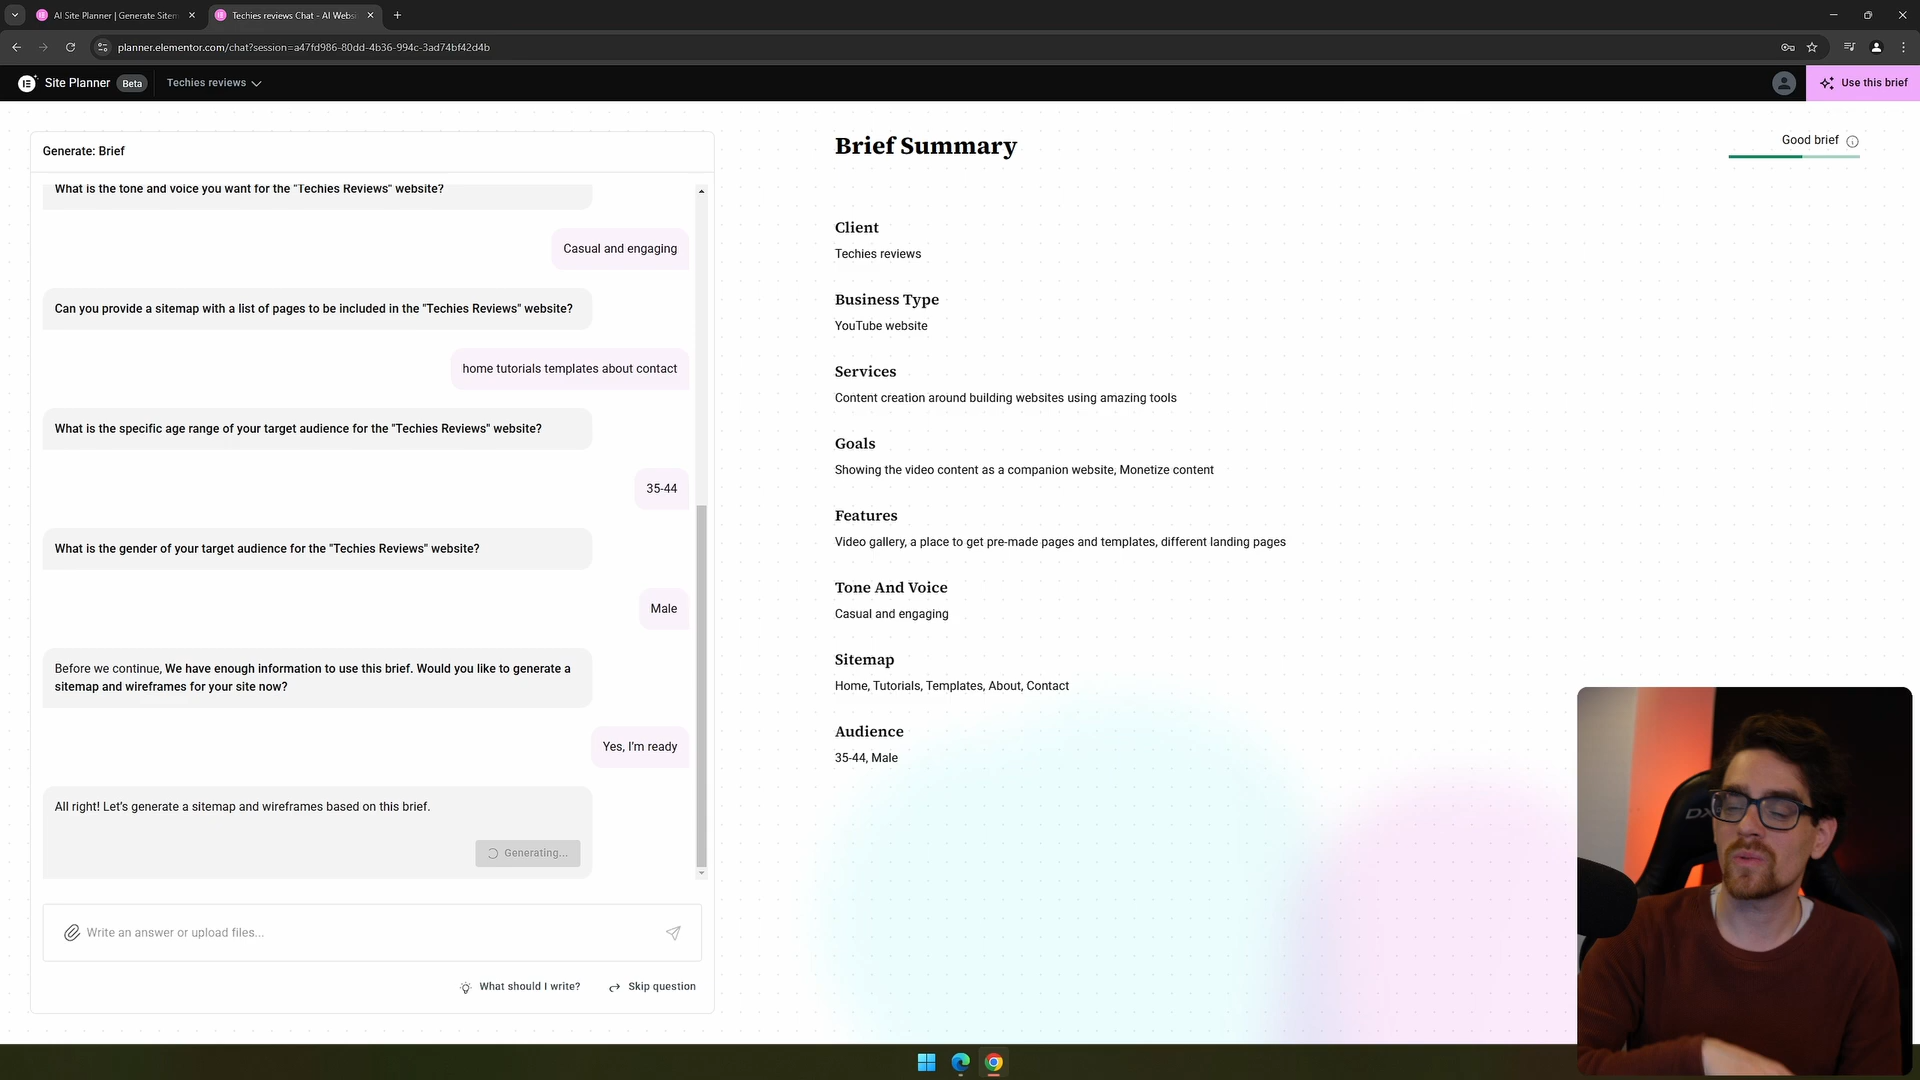 AI Site Planner | Generate Sitem
Techies reviews Chat - AI Webs
planner.elementor.com/chat?session=a47fd986-80dd-4b36-994c-3ad74bf42d4b
Site Planner Beta Techies reviews
Use this brief
Generate: Brief
What is the tone and voice you want for the "Techies Reviews" website?
Casual and engaging
Can you provide a sitemap with a list of pages to be included in the "Techies Reviews" website?
home tutorials templates about contact
What is the specific age range of your target audience for the "Techies Reviews" website?
35-44
What is the gender of your target audience for the "Techies Reviews" website?
Male
Before we continue, We have enough information to use this brief. Would you like to generate a
sitemap and wireframes for your site now?
Yes, I'm ready
All right! Let's generate a sitemap and wireframes based on this brief.
Generating...
Write an answer or upload files...
What should I write? Skip question
Brief Summary
Good brief
Client
Techies reviews
Business Type
YouTube website
Services
Content creation around building websites using amazing tools
Goals
Showing the video content as a companion website, Monetize content
Features
Video gallery, a place to get pre-made pages and templates, different landing pages
Tone And Voice
Casual and engaging
Sitemap
Home, Tutorials, Templates, About, Contact
Audience
35-44, Male